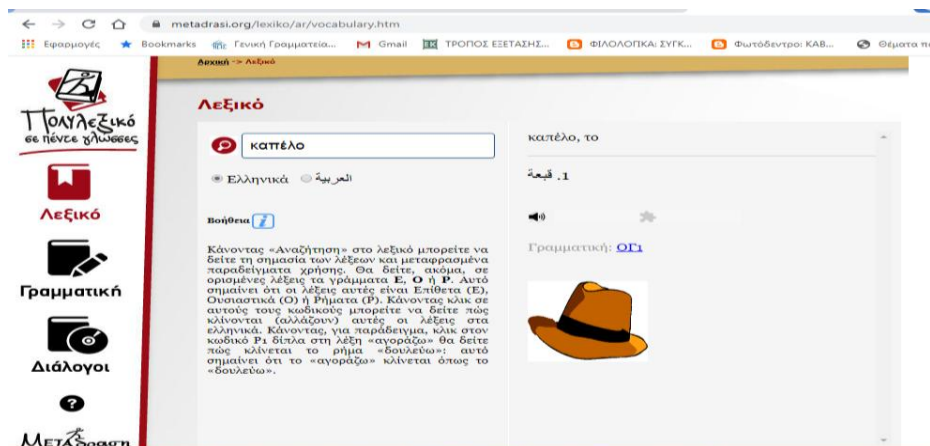 metadrasi.org/lexiko/ar/vocabulary.htm
Εφαρμογές Bookmarks Γενική Γραμματεία... Gmail ΤΡΟΠΟΣ ΕΞΕΤΑΣΗΣ... ΦΙΛΟΛΟΓΙΚΑ: ΣΥΓΚ... Φωτόδεντρο: ΚΑΒ... Θέματα
Αρχική -> Λεξικό
Πολυλεξικό
σε πέντε γλώσσες
Λεξικό
Γραμματική
Διάλογοι
ΜΕΤΑδραση
Λεξικό
καπέλο
Ελληνικά العربية
Βοήθεια
Κάνοντας «Αναζήτηση» στο λεξικό μπορείτε να
δείτε τη σημασία των λέξεων και μεταφρασμένα
παραδείγματα χρήσης. Θα δείτε, ακόμα, σε
ορισμένες λέξεις τα γράμματα Ε, Ο ή Ρ. Αυτό
σημαίνει ότι οι λέξεις αυτές είναι Επίθετα (Ε),
Ουσιαστικά (Ο) ή Ρήματα (Ρ). Κάνοντας κλικ σε
αυτούς τους κωδικούς μπορείτε να δείτε πώς
κλίνονται (αλλάζουν) αυτές οι λέξεις στα
ελληνικά. Κάνοντας, για παράδειγμα, κλικ στον
κωδικό Ρ1 δίπλα στη λέξη «αγοράζω» θα δείτε
πώς κλίνεται το ρήμα «δουλεύω»: αυτό
σημαίνει ότι το «αγοράζω» κλίνεται όπως το
«δουλεύω».
καπέλο, το
1. قبعة
Γραμματική: ΟΓ1